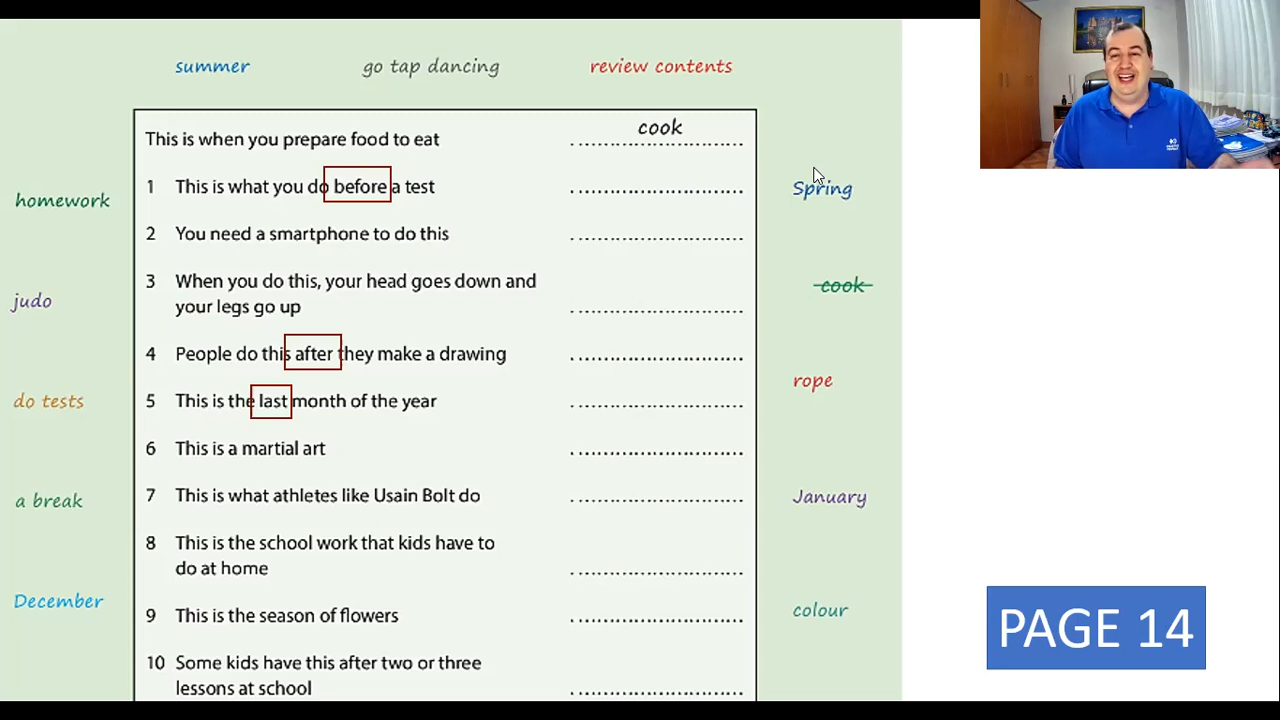 summer go tap dancing review contents
This is when you prepare food to eat cook
1 This is what you do before a test
Spring
homework
2 You need a smartphone to do this
3 When you do this, your head goes down and
your legs go up
cook
judo
4 People do this after they make a drawing
rope
5 This is the last month of the year
do tests
6 This is a martial art
7 This is what athletes like Usain Bolt do
January
a break
8 This is the school work that kids have to
do at home
December
9 This is the season of flowers
colour
PAGE 14
10 Some kids have this after two or three
lessons at school